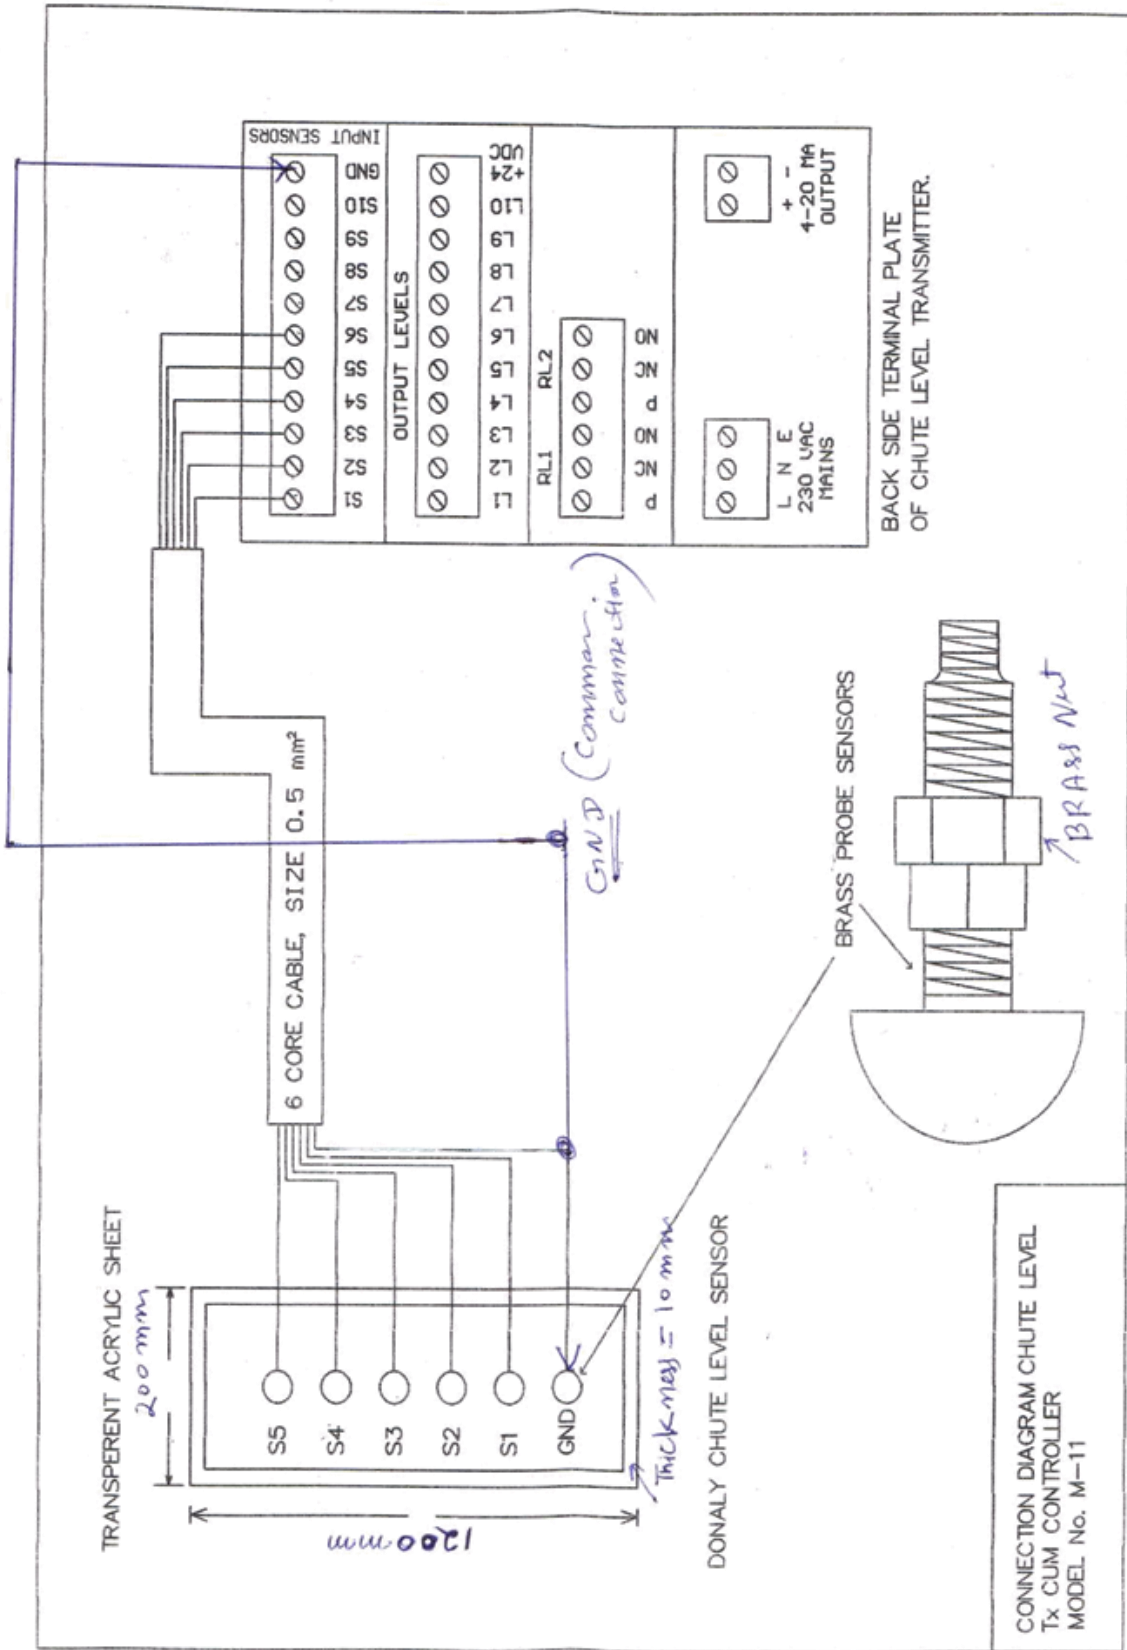 TRANSPERENT ACRYLIC SHEET
200 mm
1200 mm
S5
S4
S3
S2
S1
GND
Thickness = 10 mm
DONALY CHUTE LEVEL SENSOR
6 CORE CABLE, SIZE 0.5 mm²
GND (Common
connection)
INPUT SENSORS
S1 S2 S3 S4 S5 S6 S7 S8 S9 S10 GND
OUTPUT LEVELS
L1 L2 L3 L4 L5 L6 L7 L8 L9 L10 +24
VDC
RL1 RL2
P NC NO P NC NO
L N E
230 VAC
MAINS
+ -
4-20 MA
OUTPUT
BACK SIDE TERMINAL PLATE
OF CHUTE LEVEL TRANSMITTER.
BRASS PROBE SENSORS
BRASS Nut
CONNECTION DIAGRAM CHUTE LEVEL
Tx CUM CONTROLLER
MODEL No. M-11